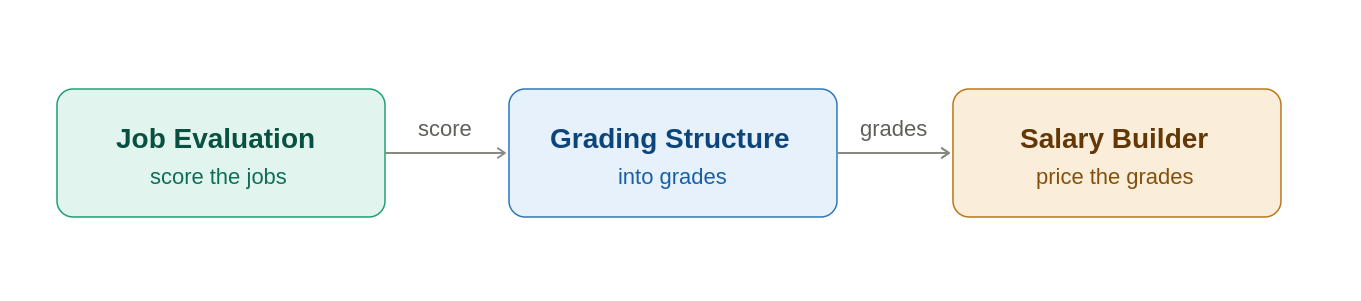 Job Evaluation
score the jobs
score
Grading Structure
into grades
grades
Salary Builder
price the grades